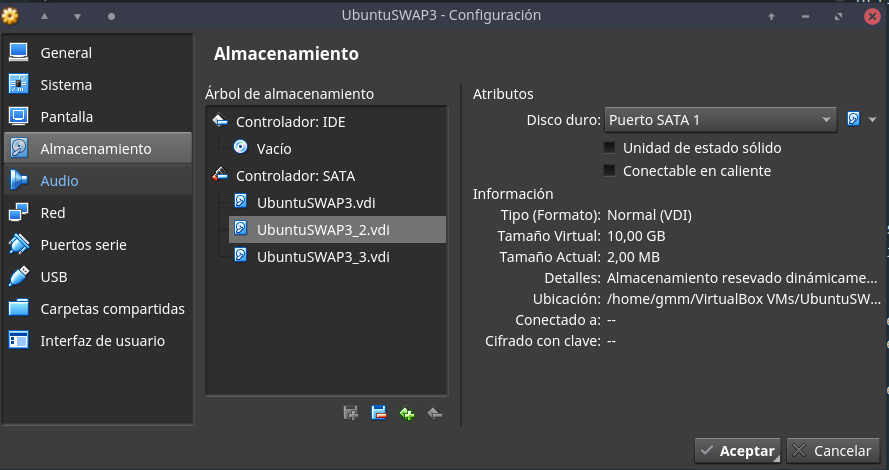 UbuntuSWAP3 - Configuración
General
Sistema
Pantalla
Almacenamiento
Audio
Red
Puertos serie
USB
Carpetas compartidas
Interfaz de usuario
Almacenamiento
Árbol de almacenamiento
Controlador: IDE
Vacío
Controlador: SATA
UbuntuSWAP3.vdi
UbuntuSWAP3_2.vdi
UbuntuSWAP3_3.vdi
Atributos
Disco duro: Puerto SATA 1
Unidad de estado sólido
Conectable en caliente
Información
Tipo (Formato): Normal (VDI)
Tamaño Virtual: 10,00 GB
Tamaño Actual: 2,00 MB
Detalles: Almacenamiento resevado dinámicame...
Ubicación: /home/gmm/VirtualBox VMs/UbuntuSW...
Conectado a: --
Cifrado con clave: --
Aceptar
Cancelar